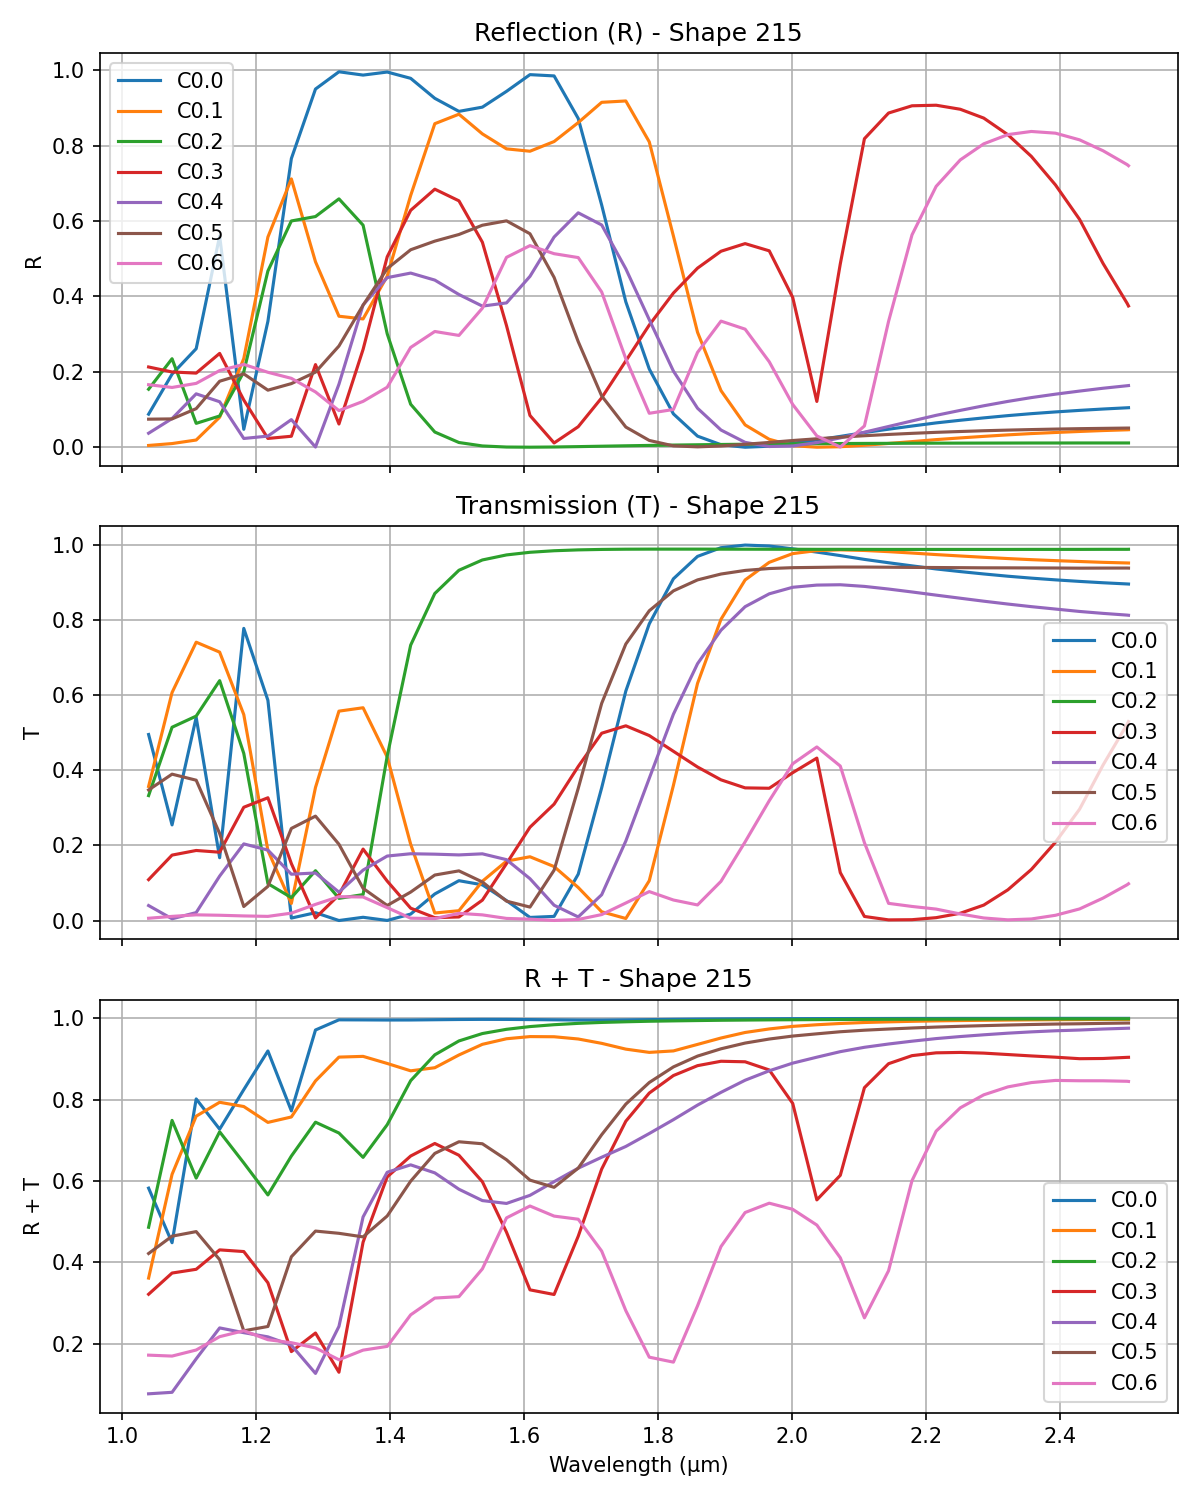 Reflection (R) - Shape 215
1.0
0.8
0.6
0.4
0.2
0.0
R
C0.0
C0.1
C0.2
C0.3
C0.4
C0.5
C0.6
Transmission (T) - Shape 215
1.0
0.8
0.6
0.4
0.2
0.0
T
C0.0
C0.1
C0.2
C0.3
C0.4
C0.5
C0.6
R + T - Shape 215
1.0
0.8
0.6
0.4
0.2
R + T
C0.0
C0.1
C0.2
C0.3
C0.4
C0.5
C0.6
1.0 1.2 1.4 1.6 1.8 2.0 2.2 2.4
Wavelength (μm)